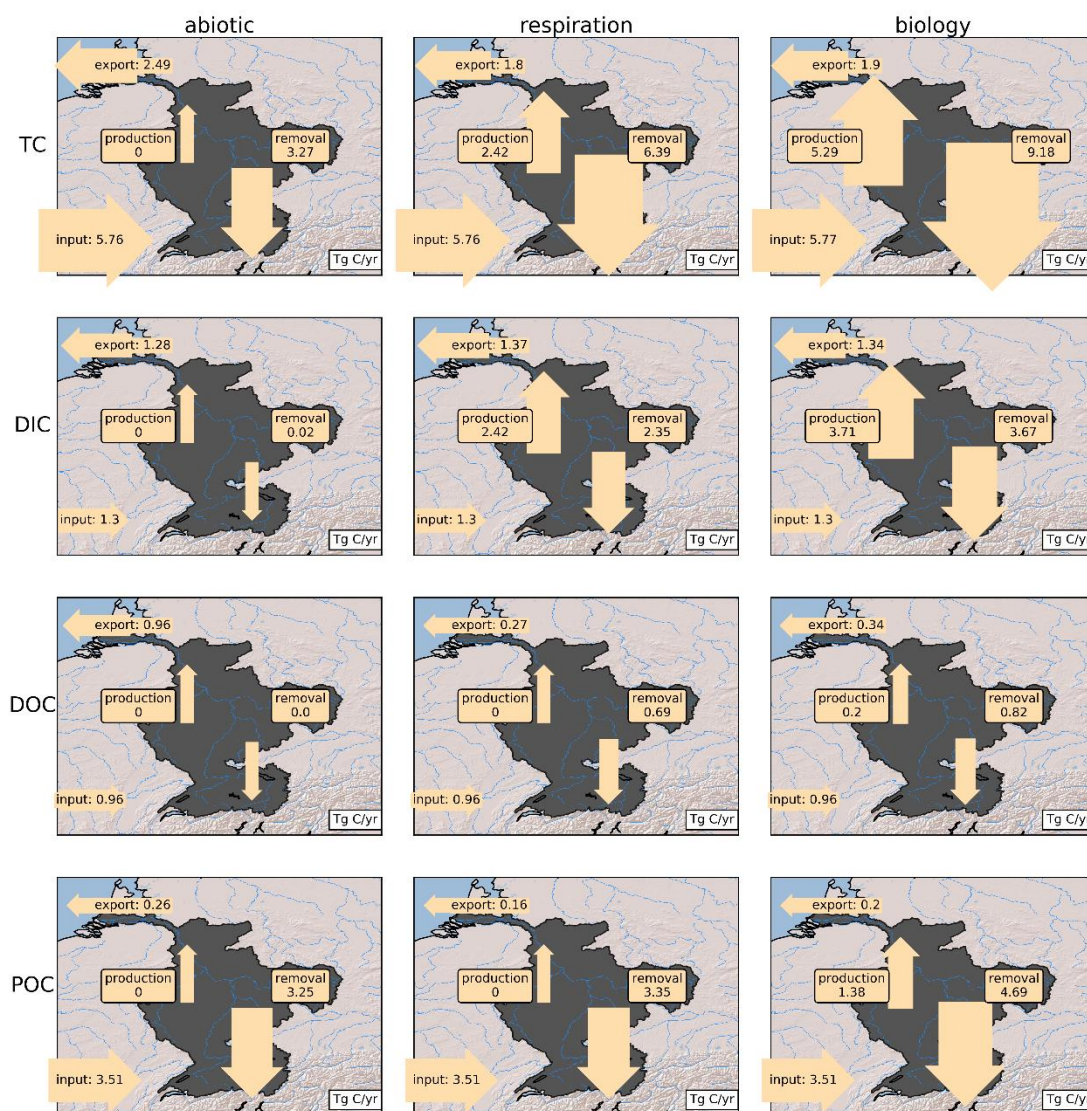 abiotic respiration biology
TC
export: 2.49
production
0
removal
3.27
input: 5.76
Tg C/yr
export: 1.8
production
2.42
removal
6.39
input: 5.76
Tg C/yr
export: 1.9
production
5.29
removal
9.18
input: 5.77
Tg C/yr
DIC
export: 1.28
production
0
removal
0.02
input: 1.3
Tg C/yr
export: 1.37
production
2.42
removal
2.35
input: 1.3
Tg C/yr
export: 1.34
production
3.71
removal
3.67
input: 1.3
Tg C/yr
DOC
export: 0.96
production
0
removal
0.0
input: 0.96
Tg C/yr
export: 0.27
production
0
removal
0.69
input: 0.96
Tg C/yr
export: 0.34
production
0.2
removal
0.82
input: 0.96
Tg C/yr
POC
export: 0.26
production
0
removal
3.25
input: 3.51
Tg C/yr
export: 0.16
production
0
removal
3.35
input: 3.51
Tg C/yr
export: 0.2
production
1.38
removal
4.69
input: 3.51
Tg C/yr